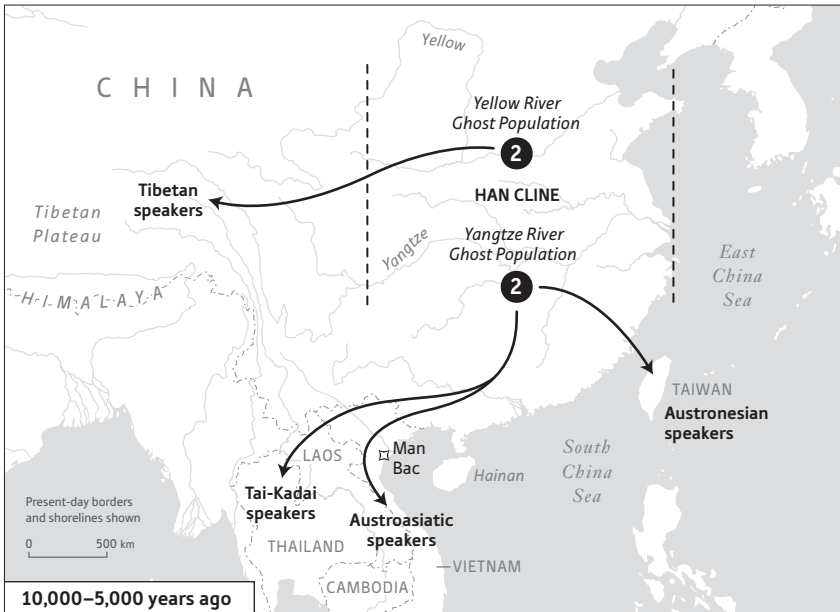 Yellow
CHINA
Yellow River
Ghost Population
2
Tibetan
speakers
HAN CLINE
Tibetan
Plateau
Yangtze
Yangtze River
Ghost Population
2
East
China
Sea
HIMALAYA
TAIWAN
Austronesian
speakers
LAOS
Man
Bac
South
China
Sea
Hainan
Tai-Kadai
speakers
Austroasiatic
speakers
Present-day borders
and shorelines shown
0 500 km
THAILAND
VIETNAM
CAMBODIA
10,000–5,000 years ago